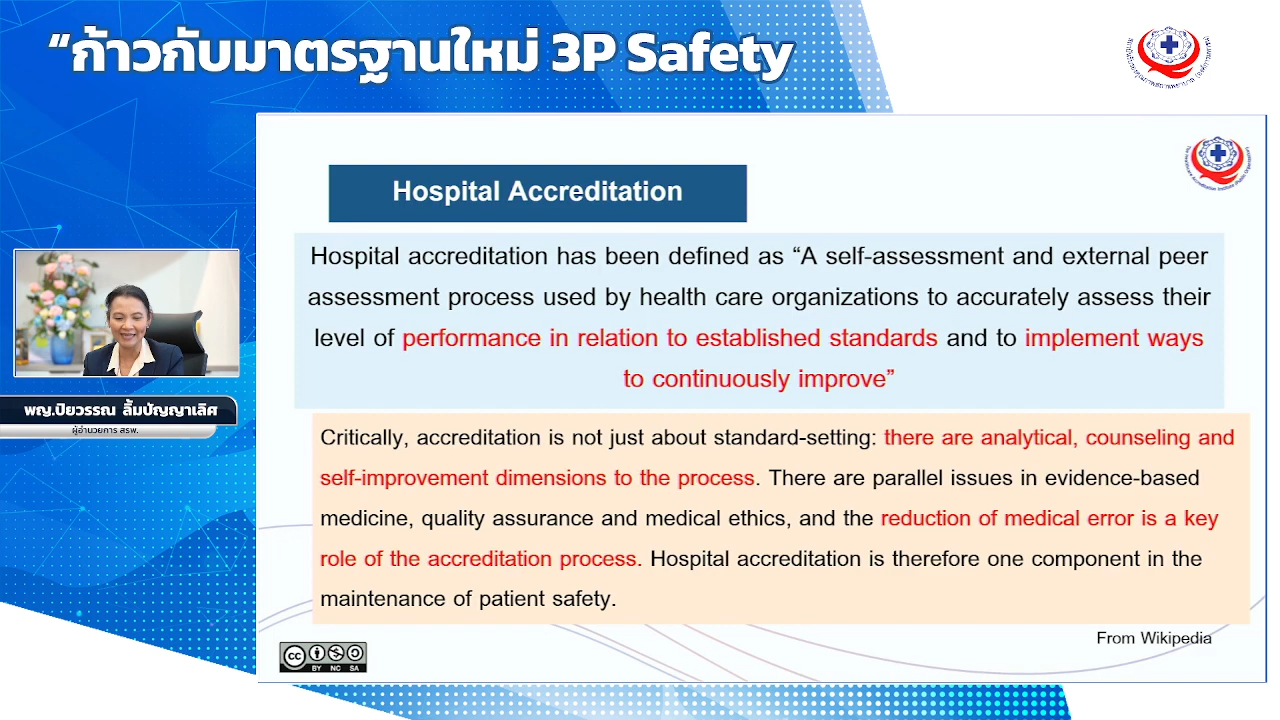 “ก้าวกับมาตรฐานใหม่ 3P Safety
Hospital Accreditation
Hospital accreditation has been defined as “A self-assessment and external peer
assessment process used by health care organizations to accurately assess their
level of performance in relation to established standards and to implement ways
to continuously improve”
พญ.ปิยวรรณ ลิ้มปัญญาเลิศ
ผู้อำนวยการ สรพ.
Critically, accreditation is not just about standard-setting: there are analytical, counseling and
self-improvement dimensions to the process. There are parallel issues in evidence-based
medicine, quality assurance and medical ethics, and the reduction of medical error is a key
role of the accreditation process. Hospital accreditation is therefore one component in the
maintenance of patient safety.
From Wikipedia
CC BY NC SA